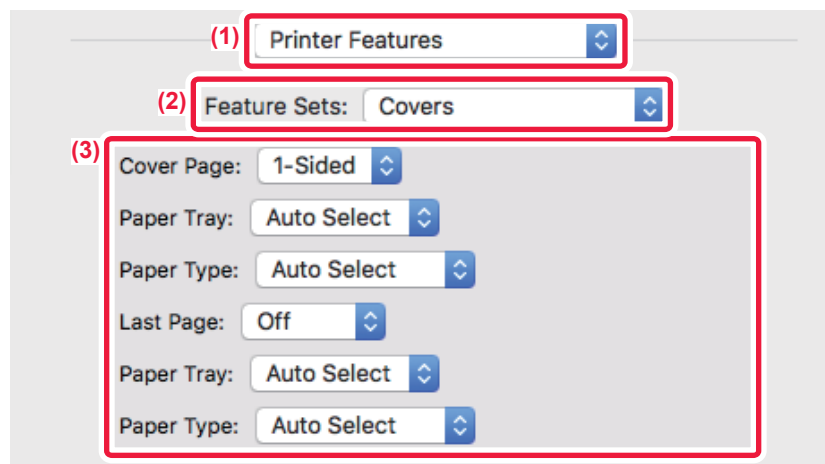 (1) Printer Features
(2) Feature Sets: Covers
(3)
Cover Page: 1-Sided
Paper Tray: Auto Select
Paper Type: Auto Select
Last Page: Off
Paper Tray: Auto Select
Paper Type: Auto Select